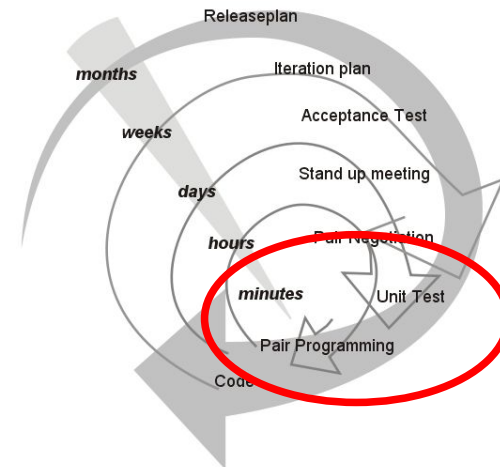 Releaseplan
months
Iteration plan
Acceptance Test
weeks
Stand up meeting
days
Pair Negotiation
hours
minutes
Unit Test
Pair Programming
Code